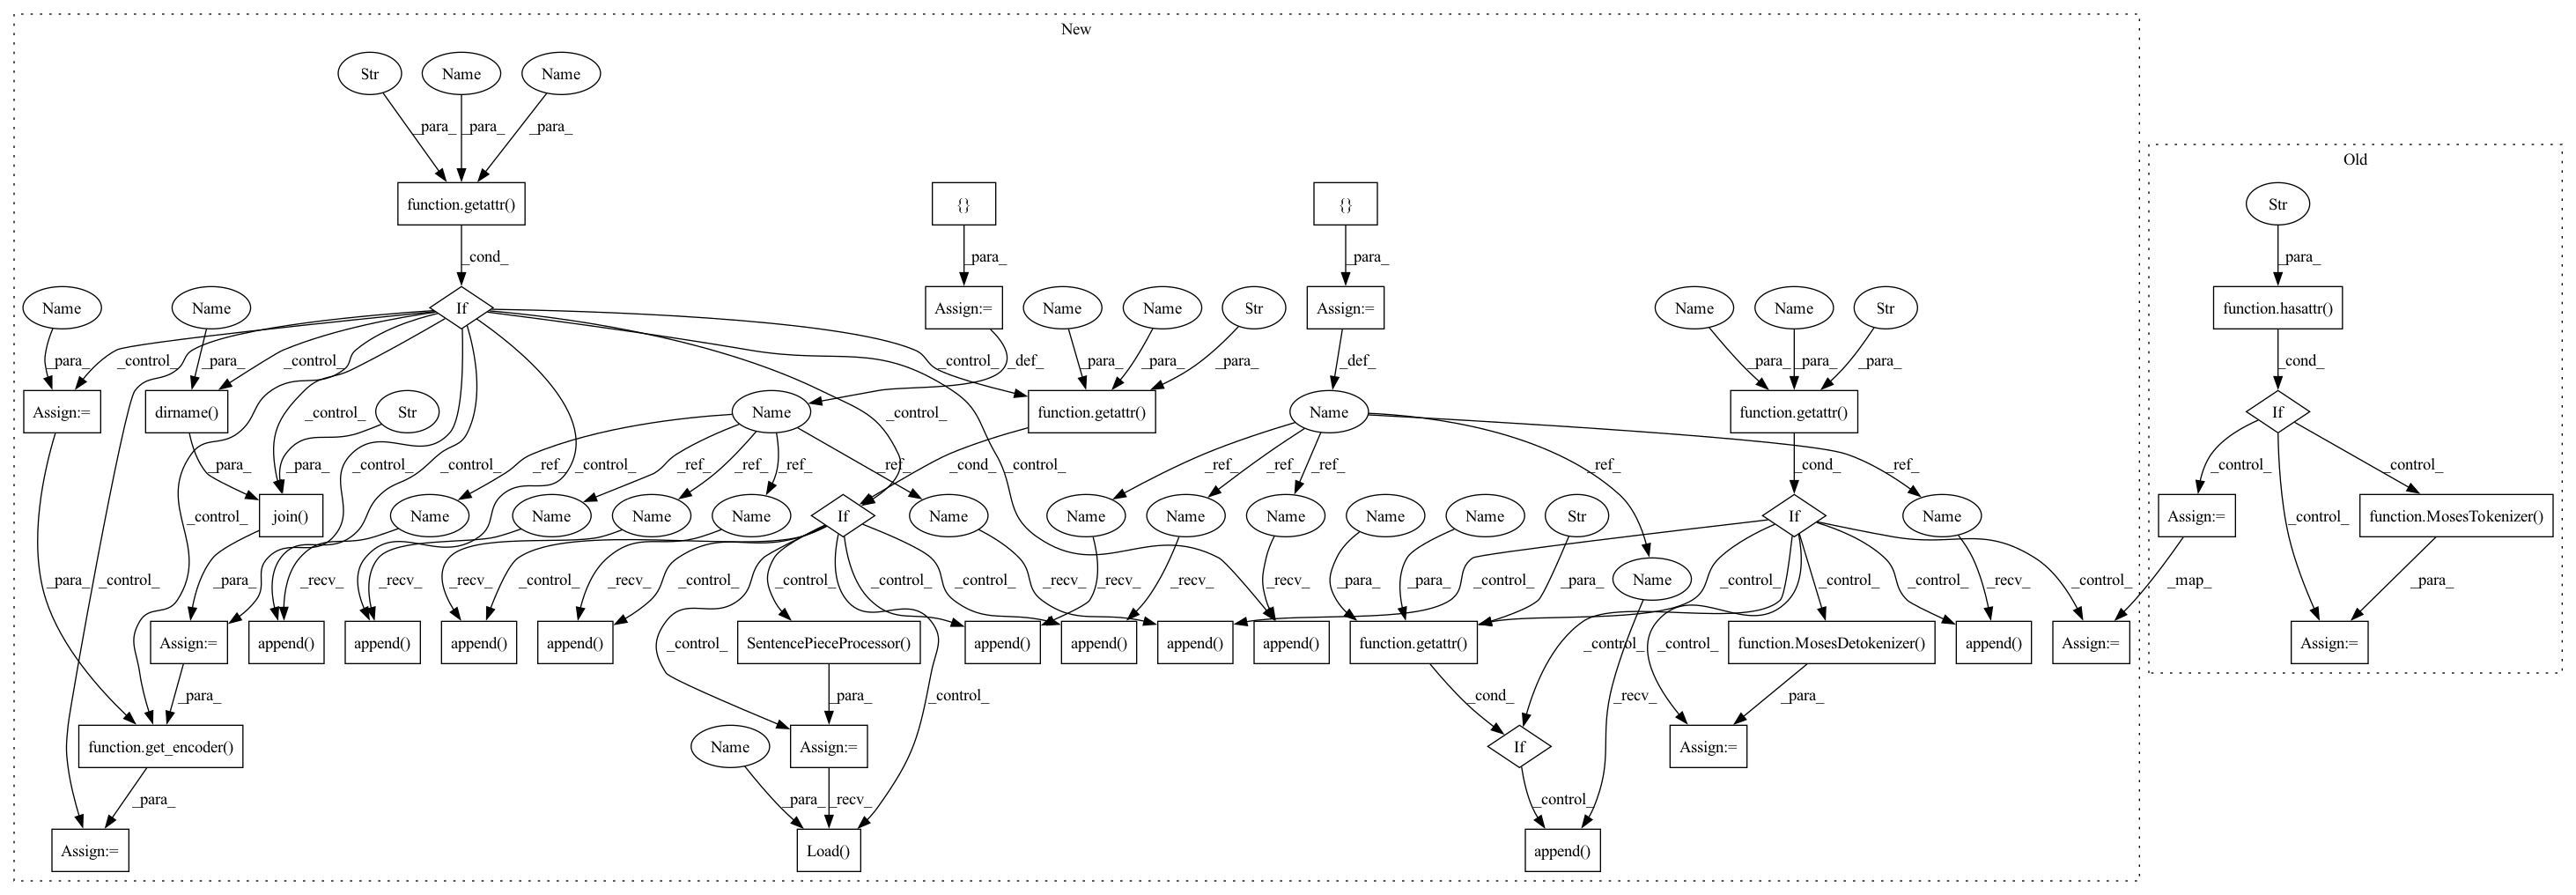 New
Old
Str
Name
Name
_para_
_para_
_para_
Str
function.getattr()
{}
{}
_para_
_cond_
_para_
_para_
function.hasattr()
Name
Name
If
Assign:=
Name
Name
Str
Assign:=
Name
Name
Str
_cond_
_para_
_control_
_para_
_control_
_control_
_def_
_para_
_para_
_para_
_def_
_para_
_para_
_para_
Assign:=
dirname()
Str
Name
function.getattr()
Name
function.getattr()
If
_control_
_control_
_para_
_para_
_control_
_control_
_control_
_ref_
_ref_
_ref_
_ref_
_ref_
_cond_
_control_
_ref_
_ref_
_ref_
_ref_
_cond_
_ref_
_control_
_control_
join()
Name
Name
Name
Name
If
Name
Name
Name
Name
Name
Name
Str
If
Name
Assign:=
function.MosesTokenizer()
_control_
_para_
_control_
_para_
_control_
_recv_
_recv_
_recv_
_control_
_recv_
_control_
_control_
_control_
_control_
_recv_
_recv_
_recv_
_recv_
Name
_para_
_para_
_para_
_control_
_control_
_control_
_control_
_recv_
_control_
_map_
_para_
Assign:=
append()
append()
append()
append()
SentencePieceProcessor()
append()
append()
append()
append()
function.getattr()
function.MosesDetokenizer()
append()
Assign:=
Assign:=
_para_
_control_
_para_
_control_
_para_
_control_
_cond_
_recv_
_control_
_para_
function.get_encoder()
Name
Assign:=
If
Assign:=
_para_
_para_
_recv_
_control_
Assign:=
Load()
append()